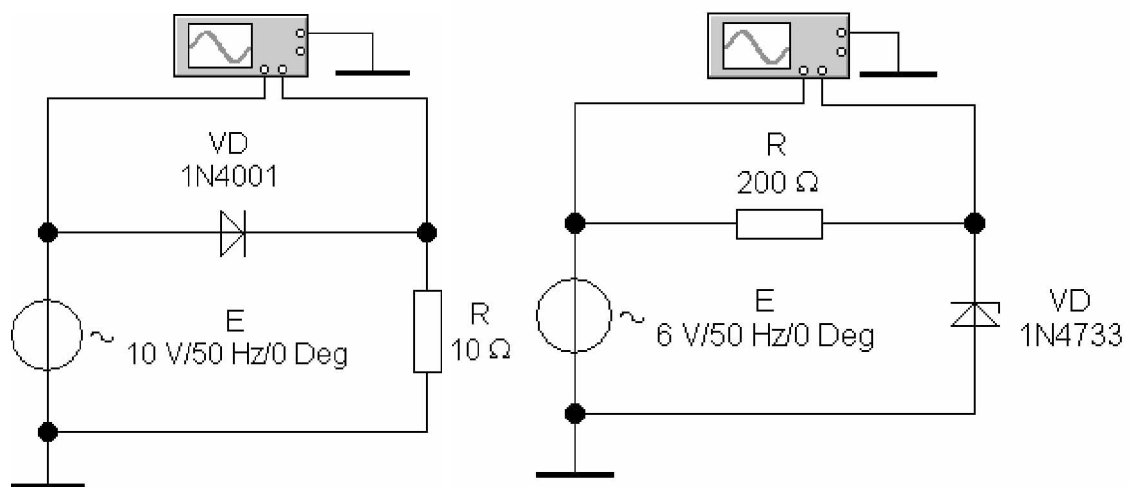 VD
1N4001
E
10 V/50 Hz/0 Deg
R
10 Ω
R
200 Ω
E
6 V/50 Hz/0 Deg
VD
1N4733